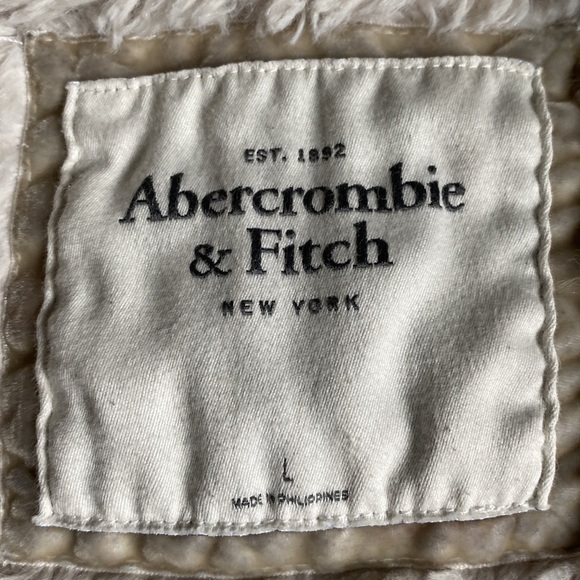 EST. 1892
Abercrombie
& Fitch
NEW YORK
L
MADE IN PHILIPPINES